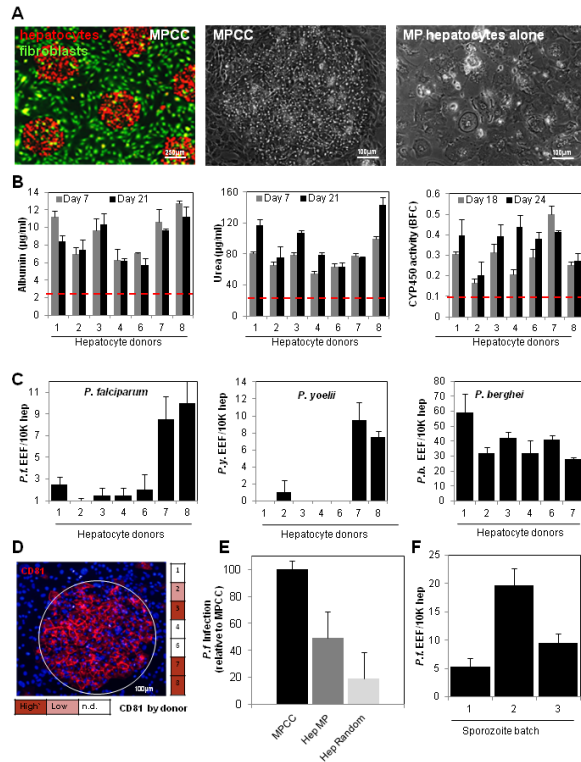 A
hepatocytes MPCC
fibroblasts
250µm
100µm
MP hepatocytes alone
100µm
B
Albumin (µg/ml)
14
12
10
8
6
4
2
0
Day 7 Day 21
1 2 3 4 6 7 8
Hepatocyte donors
Urea (µg/ml)
160
120
80
40
0
Day 7 Day 21
1 2 3 4 6 7 8
Hepatocyte donors
CYP450 activity (BFC)
0.6
0.5
0.4
0.3
0.2
0.1
0
Day 18 Day 24
1 2 3 4 6 7 8
Hepatocyte donors
C
P.f. EEF/10K hep
11
9
7
5
3
1
P. falciparum
1 2 3 4 6 7 8
Hepatocyte donors
P.y. EEF/10K hep
10
8
6
4
2
0
P. yoelii
1 2 3 4 6 7 8
Hepatocyte donors
P.b. EEF/10K hep
80
60
40
20
0
P. berghei
1 2 3 4 6 7
Hepatocyte donors
D
CD81
100µm
1
2
3
4
6
7
8
High' Low n.d. CD81 by donor
E
P.f Infection
(relative to MPCC)
100
80
60
40
20
0
MPCC
Hep MP
Hep Random
F
P.f. EEF/10K hep
25
20
15
10
5
0
1 2 3
Sporozoite batch